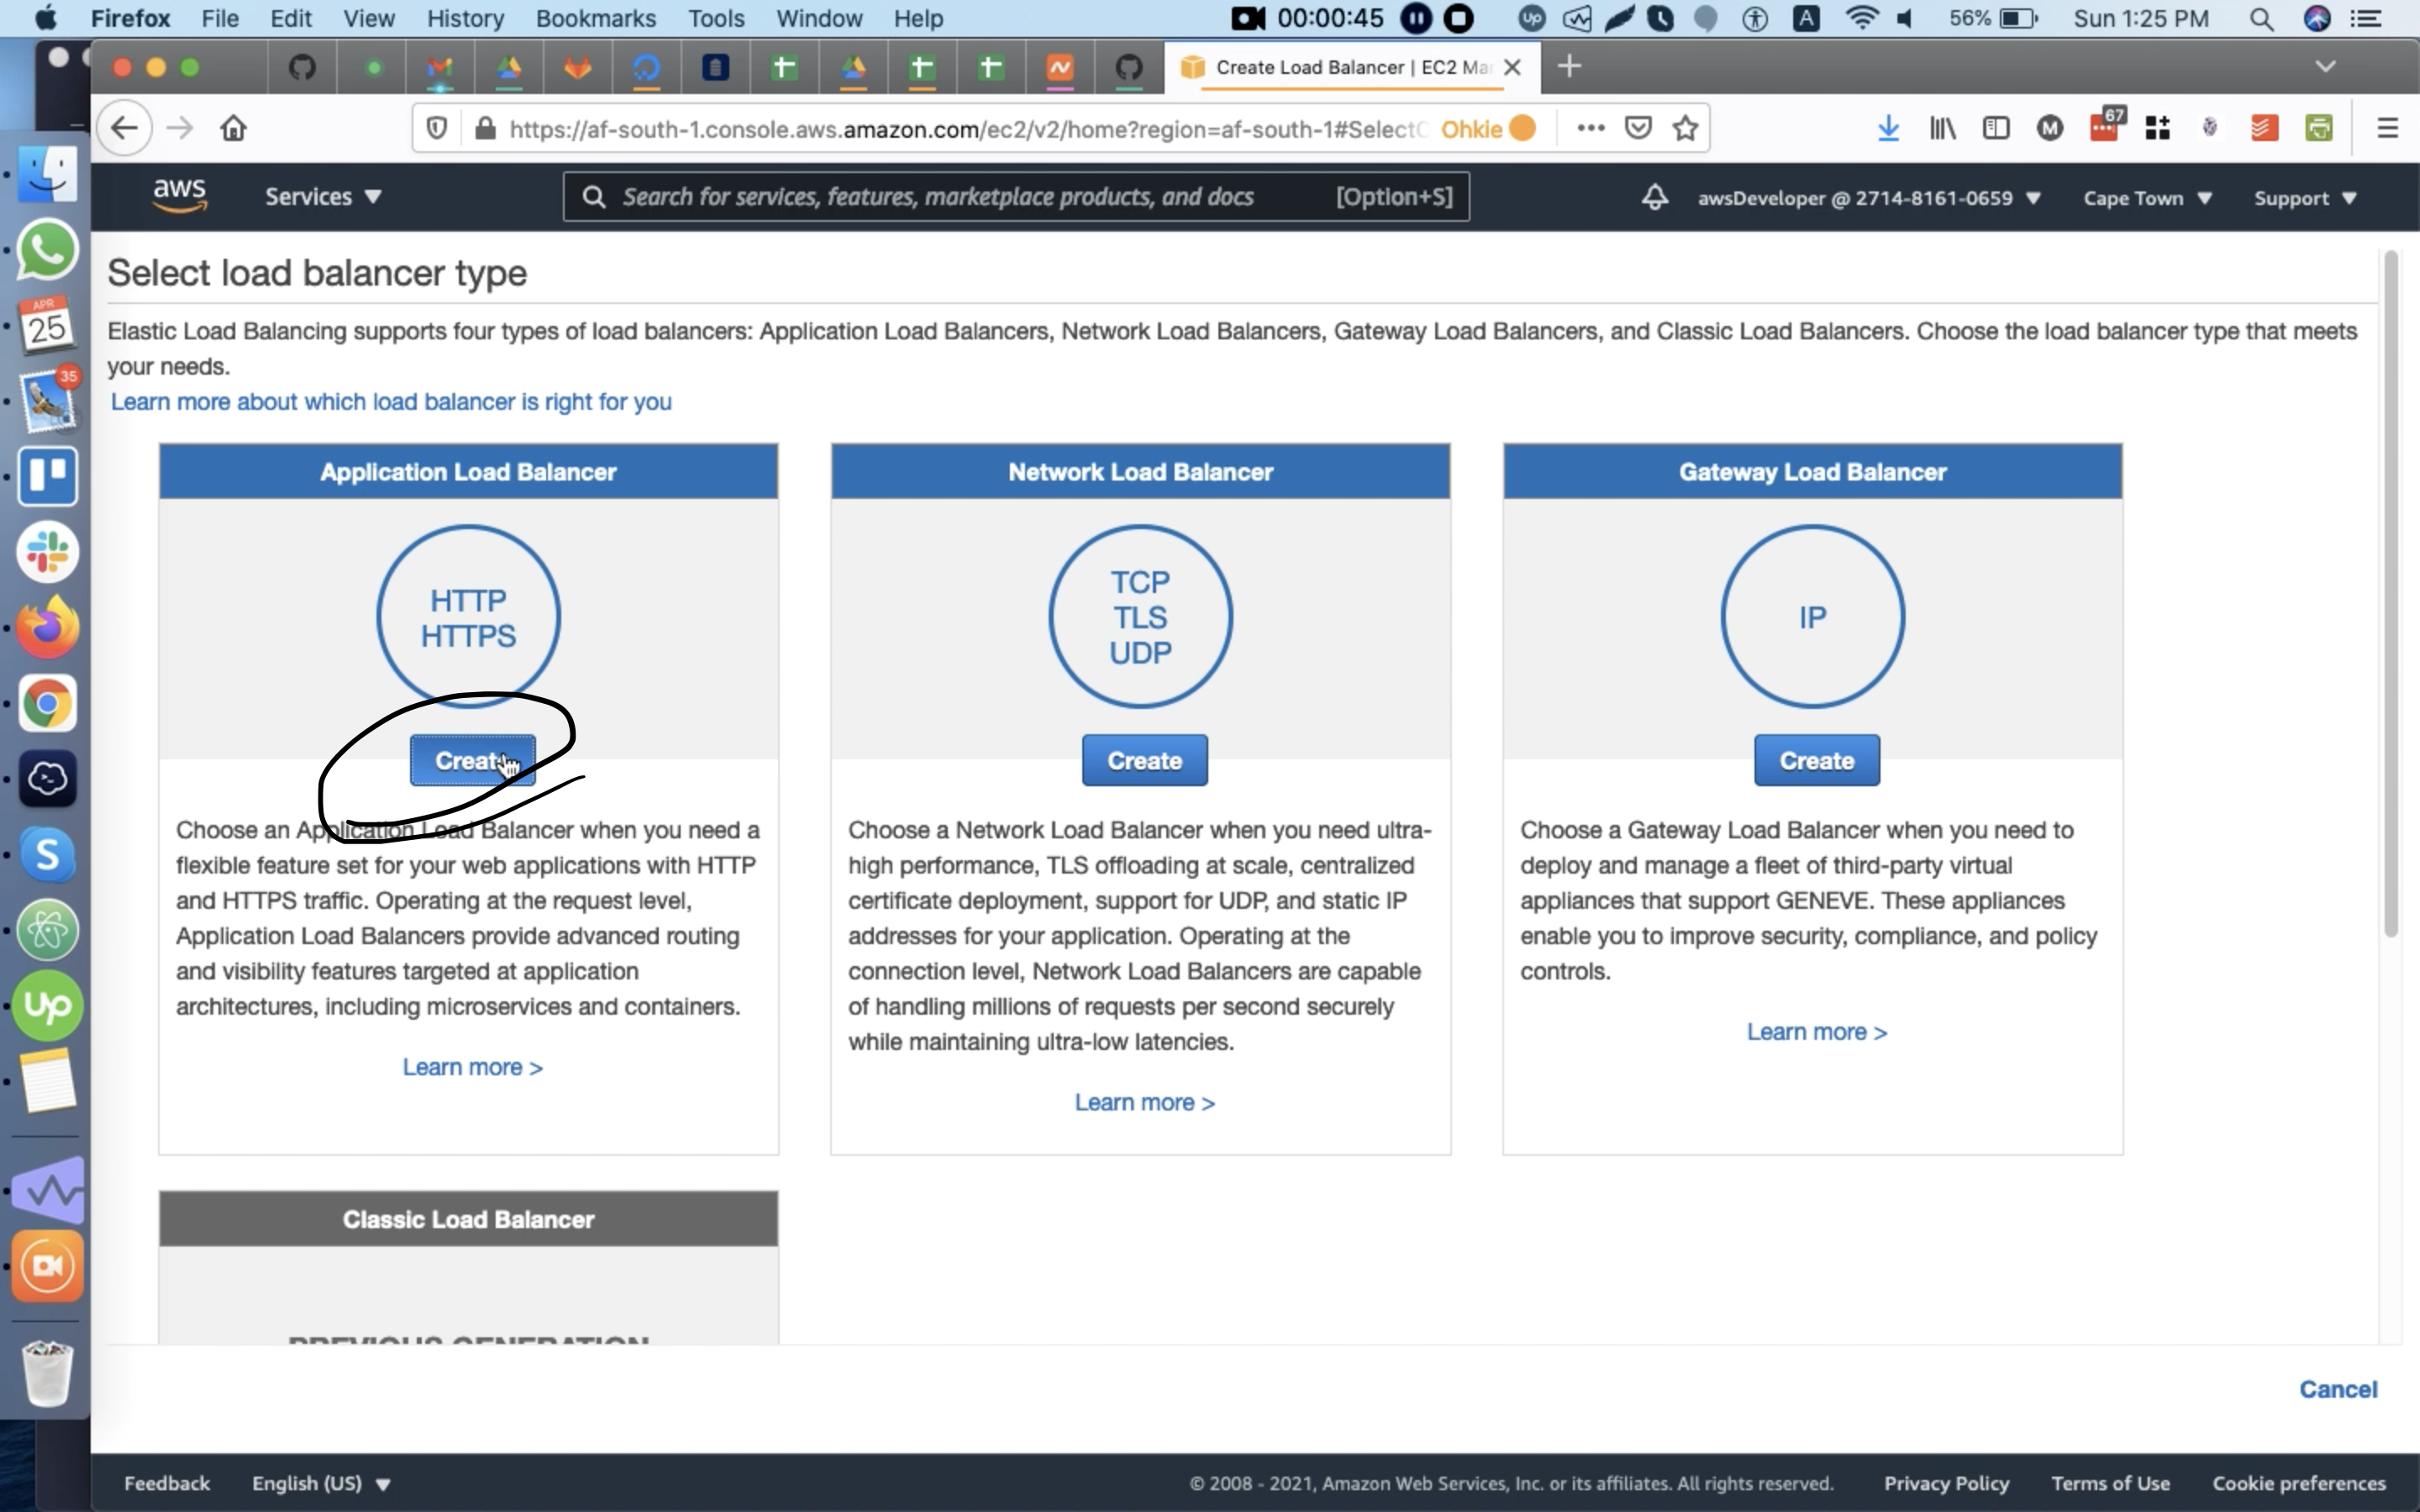 Firefox File Edit View History Bookmarks Tools Window Help 00:00:45 56% Sun 1:25 PM
Create Load Balancer | EC2 Ma
https://af-south-1.console.aws.amazon.com/ec2/v2/home?region=af-south-1#Select Ohkie 67
aws Services Search for services, features, marketplace products, and docs [Option+S] awsDeveloper @ 2714-8161-0659 Cape Town Support
Select load balancer type
Elastic Load Balancing supports four types of load balancers: Application Load Balancers, Network Load Balancers, Gateway Load Balancers, and Classic Load Balancers. Choose the load balancer type that meets
your needs.
Learn more about which load balancer is right for you
Application Load Balancer
HTTP
HTTPS
Create
Choose an Application Load Balancer when you need a
flexible feature set for your web applications with HTTP
and HTTPS traffic. Operating at the request level,
Application Load Balancers provide advanced routing
and visibility features targeted at application
architectures, including microservices and containers.
Learn more >
Network Load Balancer
TCP
TLS
UDP
Create
Choose a Network Load Balancer when you need ultra-
high performance, TLS offloading at scale, centralized
certificate deployment, support for UDP, and static IP
addresses for your application. Operating at the
connection level, Network Load Balancers are capable
of handling millions of requests per second securely
while maintaining ultra-low latencies.
Learn more >
Gateway Load Balancer
IP
Create
Choose a Gateway Load Balancer when you need to
deploy and manage a fleet of third-party virtual
appliances that support GENEVE. These appliances
enable you to improve security, compliance, and policy
controls.
Learn more >
Classic Load Balancer
PREVIOUS GENERATION
Cancel
Feedback English (US) © 2008 - 2021, Amazon Web Services, Inc. or its affiliates. All rights reserved. Privacy Policy Terms of Use Cookie preferences
APR
25
35
S
up